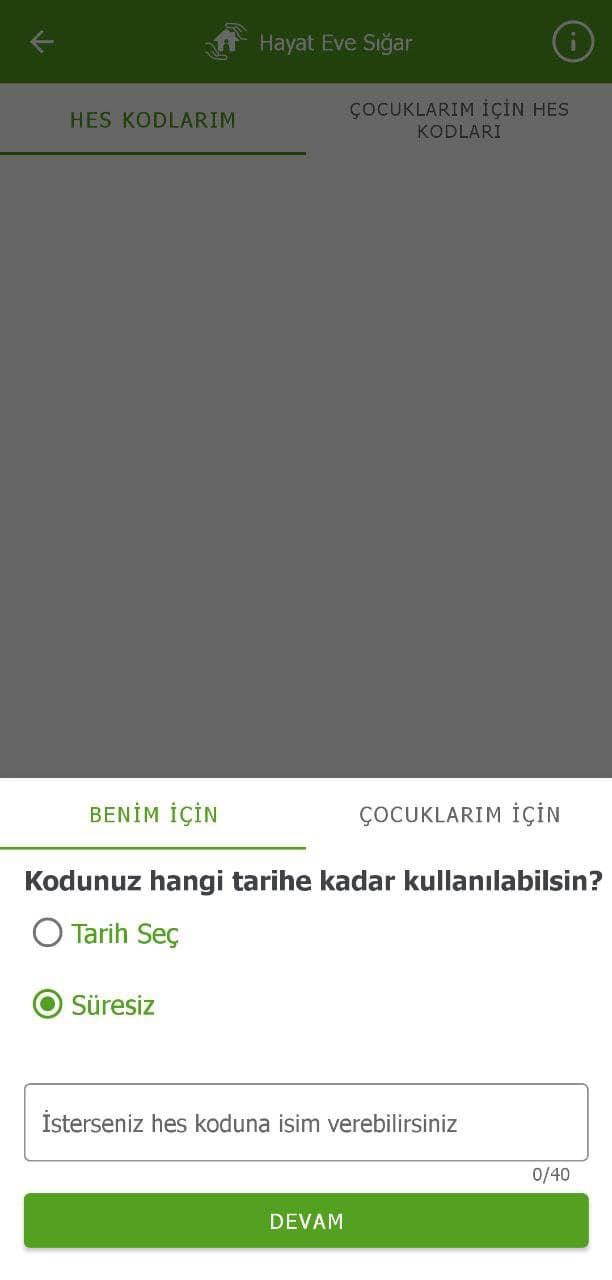 Hayat Eve Sığar
HES KODLARIM
ÇOCUKLARIM İÇİN HES
KODLARI
BENİM İÇİN
ÇOCUKLARIM İÇİN
Kodunuz hangi tarihe kadar kullanılabilsin?
Tarih Seç
Süresiz
İsterseniz hes koduna isim verebilirsiniz
0/40
DEVAM